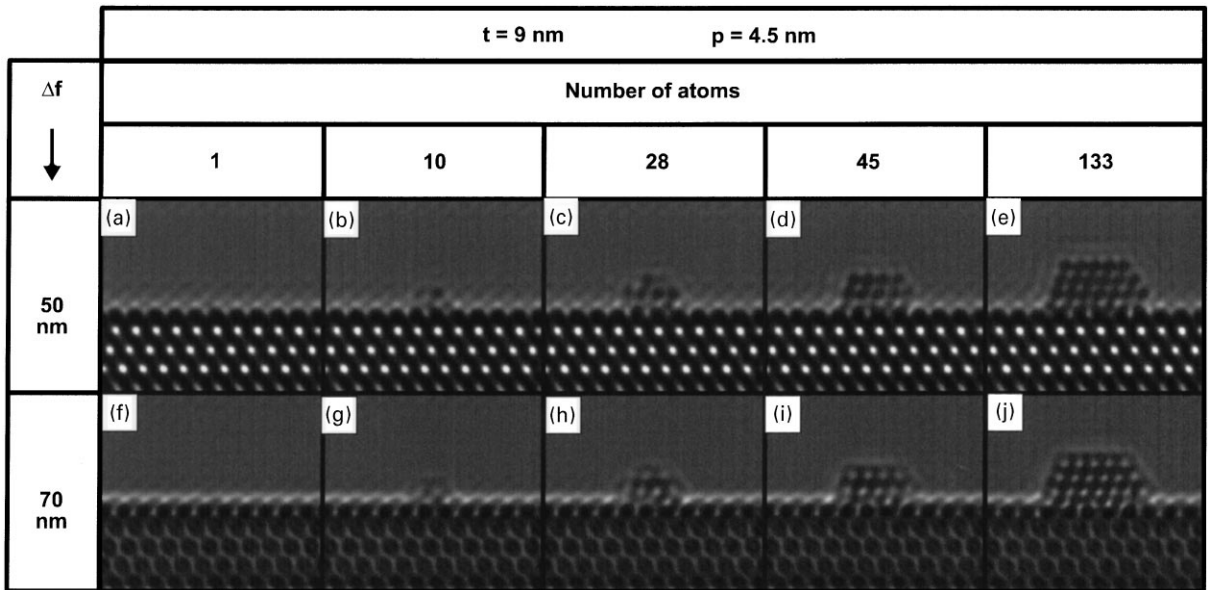 t = 9 nm p = 4.5 nm
Δf
Number of atoms
1 10 28 45 133
(a) (b) (c) (d) (e)
50
nm
(f) (g) (h) (i) (j)
70
nm